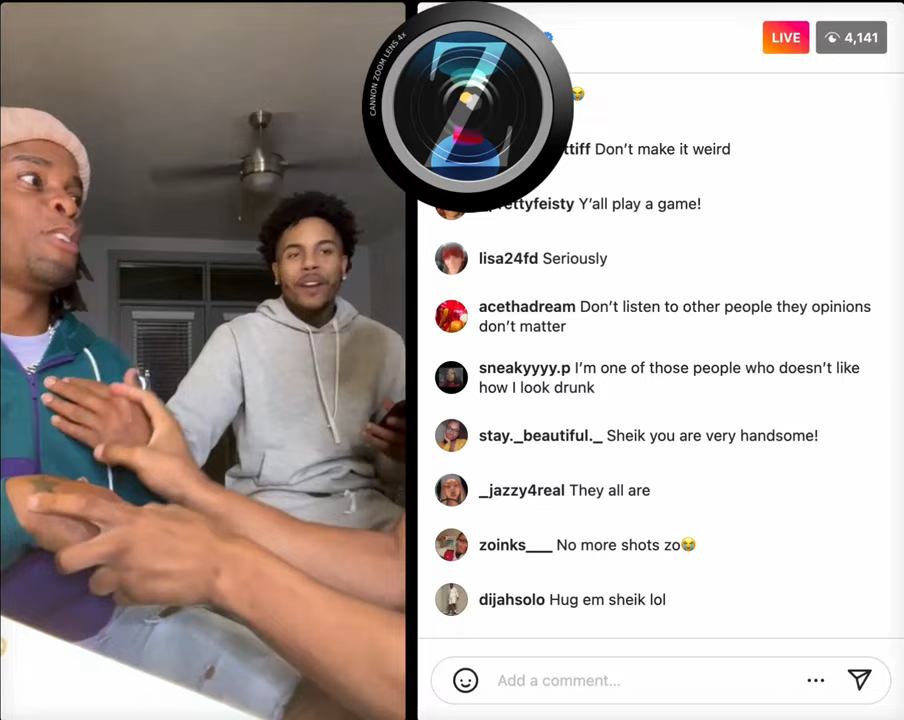 CANNON ZOOM LENS 4x
Z
LIVE
4,141
tiff Don’t make it weird
prettyfeisty Y’all play a game!
lisa24fd Seriously
acethadream Don’t listen to other people they opinions
don’t matter
sneakyyyy.p I’m one of those people who doesn’t like
how I look drunk
stay._beautiful._ Sheik you are very handsome!
_jazzy4real They all are
zoinks___ No more shots zo😭
dijahsolo Hug em sheik lol
Add a comment...